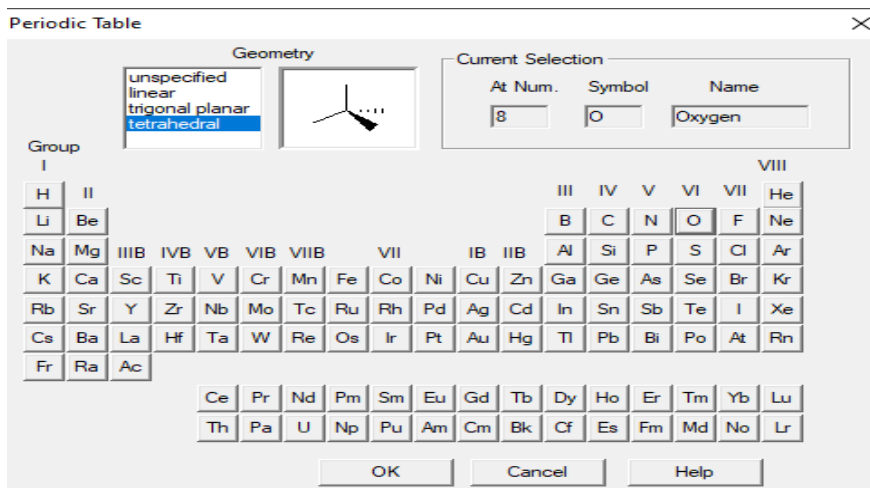 Periodic Table
Geometry
unspecified
linear
trigonal planar
tetrahedral
Current Selection
At Num. Symbol Name
8 O Oxygen
Group
I VIII
H II III IV V VI VII He
Li Be B C N O F Ne
Na Mg IIIB IVB VB VIB VIIB VII IB IIB Al Si P S Cl Ar
K Ca Sc Ti V Cr Mn Fe Co Ni Cu Zn Ga Ge As Se Br Kr
Rb Sr Y Zr Nb Mo Tc Ru Rh Pd Ag Cd In Sn Sb Te I Xe
Cs Ba La Hf Ta W Re Os Ir Pt Au Hg Tl Pb Bi Po At Rn
Fr Ra Ac
Ce Pr Nd Pm Sm Eu Gd Tb Dy Ho Er Tm Yb Lu
Th Pa U Np Pu Am Cm Bk Cf Es Fm Md No Lr
OK Cancel Help